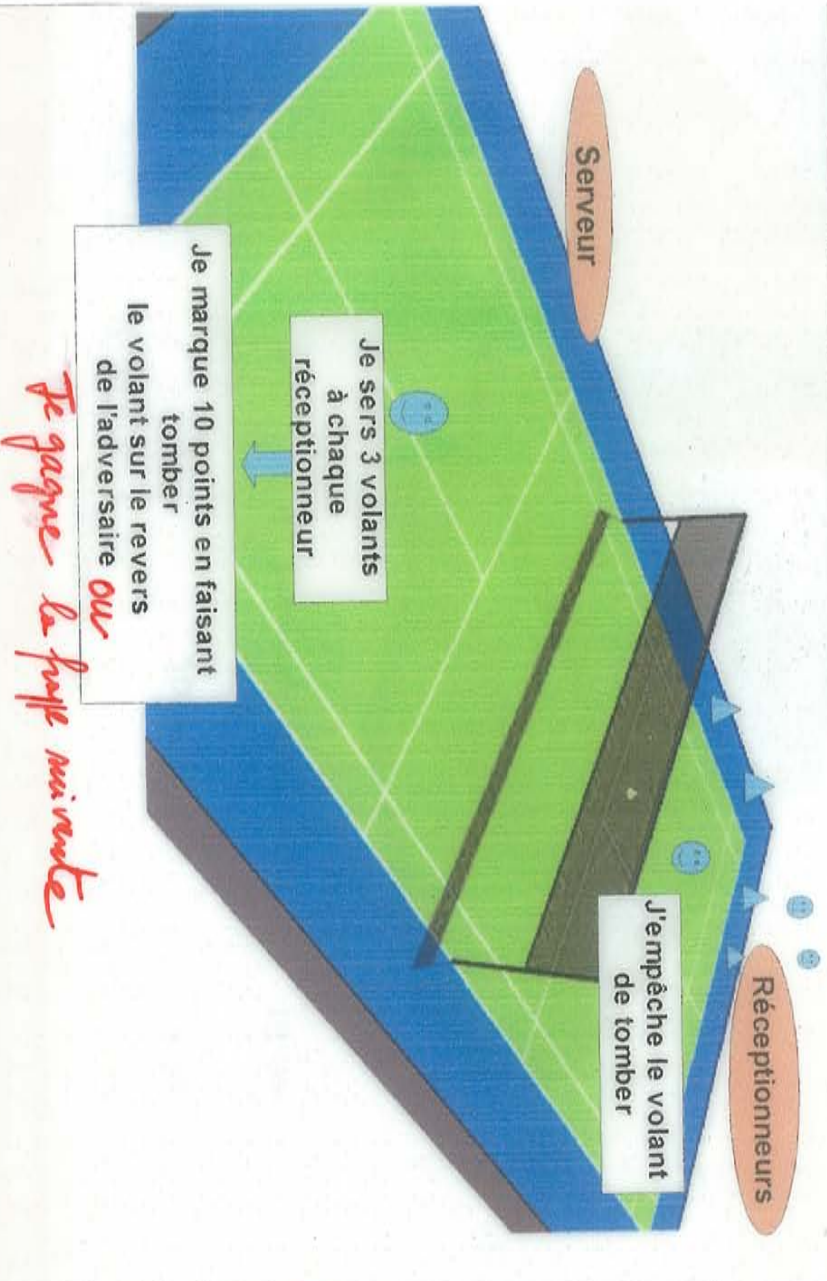 Serveur
Réceptionneurs
J'empêche le volant
de tomber
Je sers 3 volants
à chaque
réceptionneur
Je marque 10 points en faisant
tomber
le volant sur le revers
de l'adversaire ou
Je gagne la frappe suivante